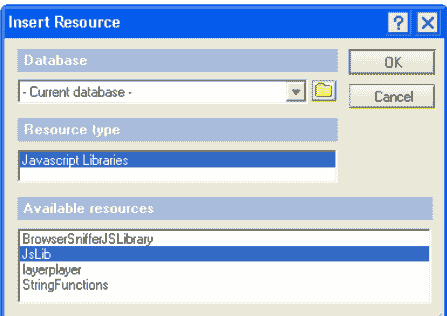 Insert Resource
?
Database
OK
- Current database -
Cancel
Resource type
Javascript Libraries
Available resources
BrowserSnifferJSLibrary
JsLib
layerplayer
StringFunctions